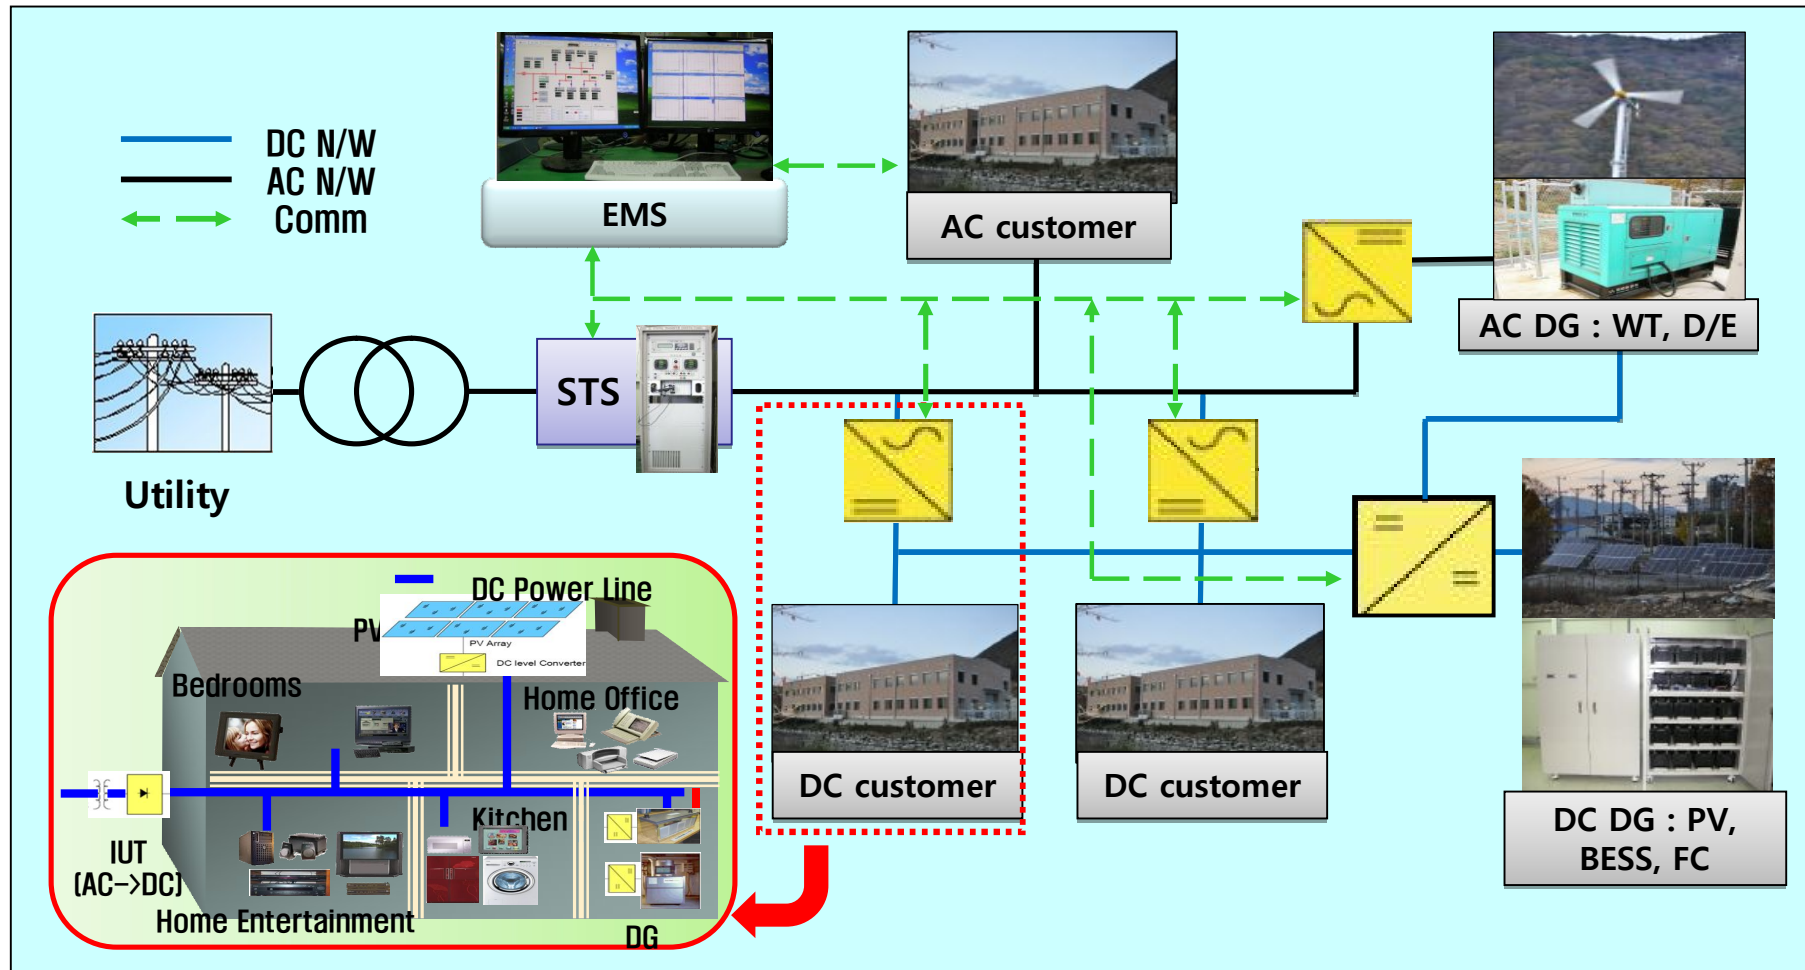 DC N/W
AC N/W
Comm
EMS
AC customer
AC DG : WT, D/E
STS
Utility
DC customer
DC customer
DC DG : PV,
BESS, FC
DC Power Line
PV
PV Array
DC level Converter
Bedrooms
Home Office
Kitchen
IUT
(AC->DC)
Home Entertainment
DG